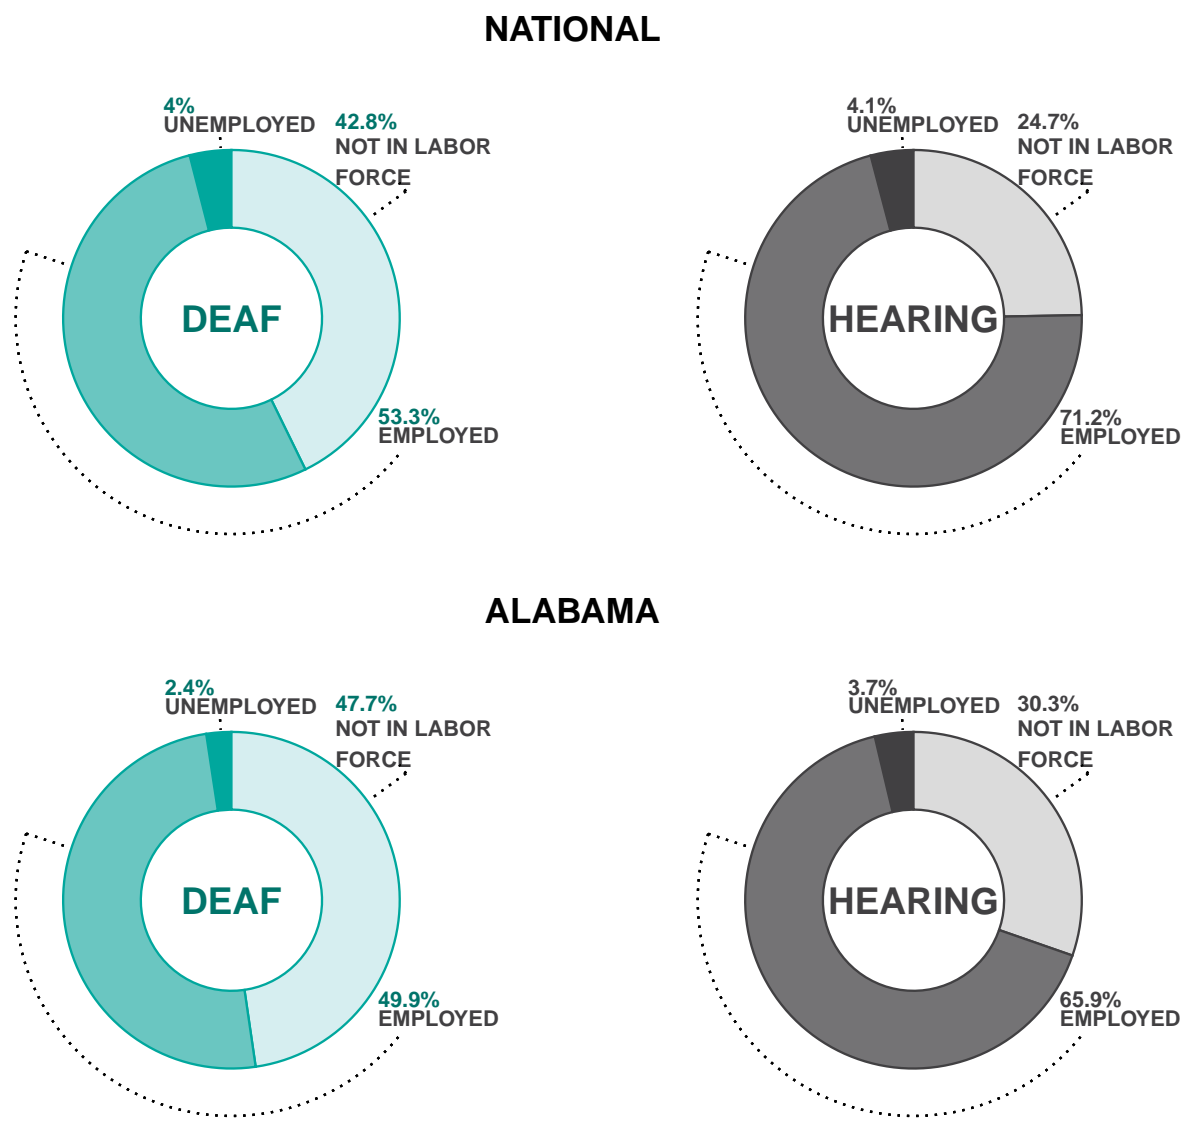 NATIONAL
4%
UNEMPLOYED
42.8%
NOT IN LABOR
FORCE
DEAF
53.3%
EMPLOYED
4.1%
UNEMPLOYED
24.7%
NOT IN LABOR
FORCE
HEARING
71.2%
EMPLOYED
ALABAMA
2.4%
UNEMPLOYED
47.7%
NOT IN LABOR
FORCE
DEAF
49.9%
EMPLOYED
3.7%
UNEMPLOYED
30.3%
NOT IN LABOR
FORCE
HEARING
65.9%
EMPLOYED